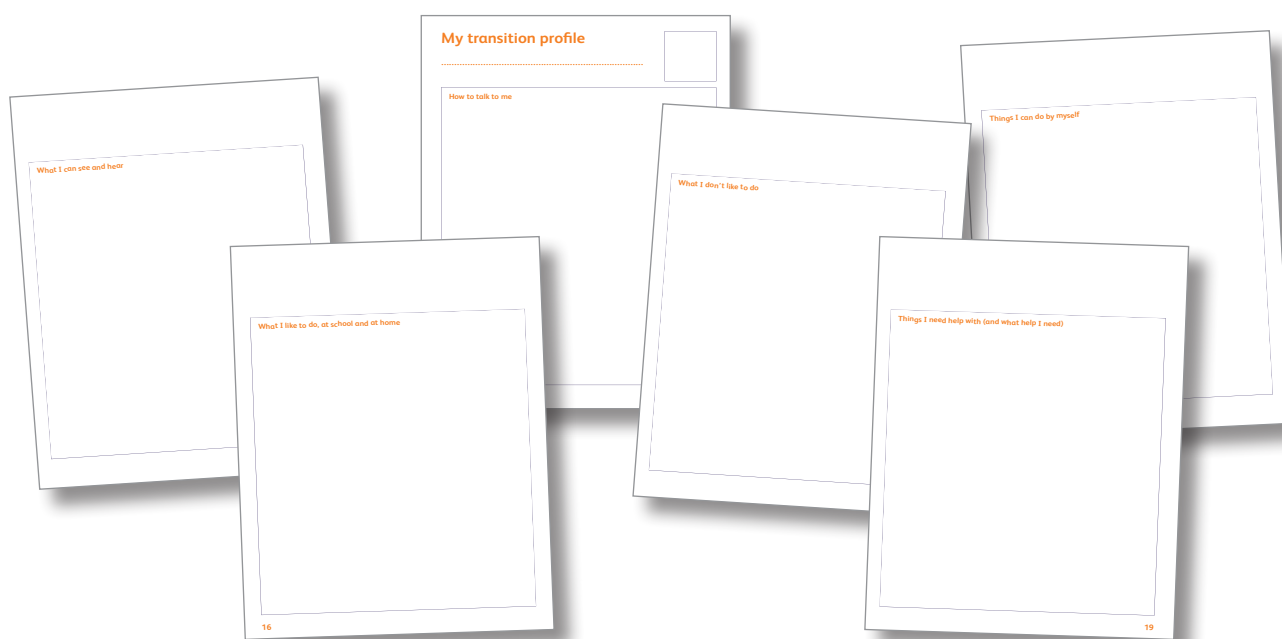 My transition profile
How to talk to me
What I can see and hear
What I like to do, at school and at home
16
What I don't like to do
Things I can do by myself
Things I need help with (and what help I need)
19